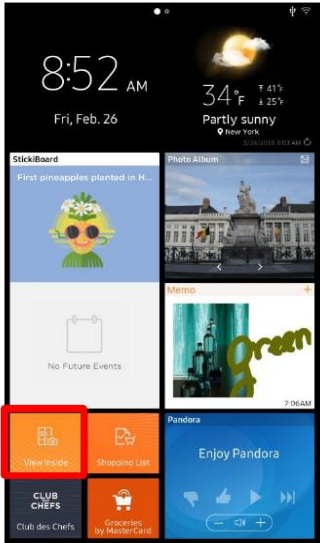 8:52 AM
Fri, Feb. 26
34°F
41°F
25°F
Partly sunny
New York
2/26/2016 8:03 AM
StickiBoard
First pineapples planted in H...
No Future Events
Photo Album
Memo
green
7:06AM
View Inside
Shopping List
CLUB
DES
CHEFS
Club des Chefs
Groceries
by MasterCard
Pandora
Enjoy Pandora